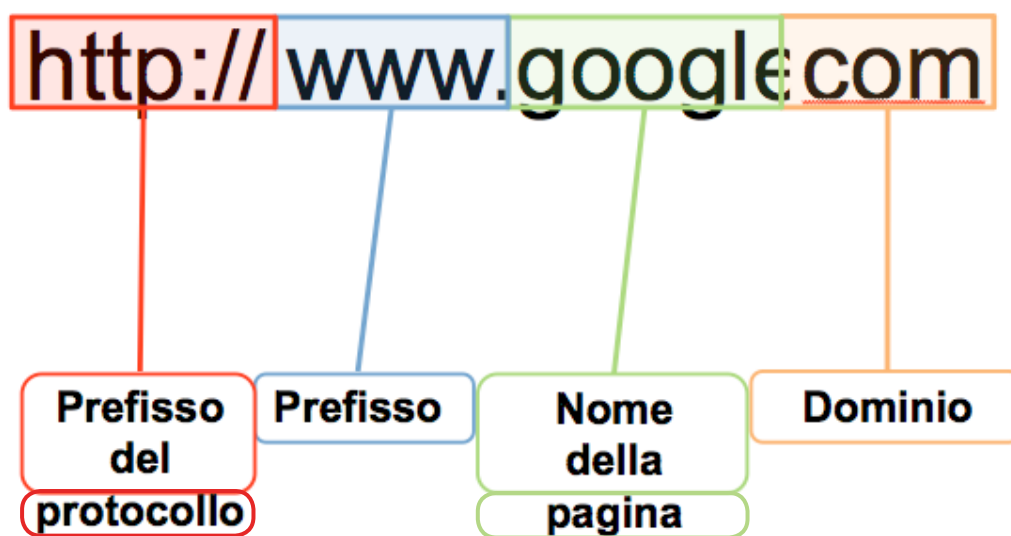 http://www.google.com
Prefisso del protocollo
Prefisso
Nome della pagina
Dominio